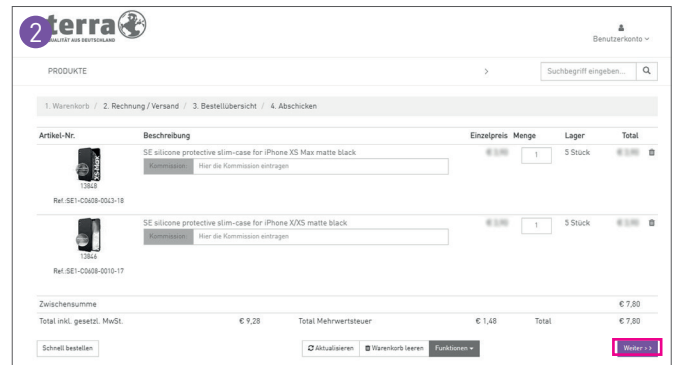 2
terra
QUALITÄT AUS DEUTSCHLAND
Benutzerkonto
PRODUKTE
>
Suchbegriff eingeben...
1. Warenkorb / 2. Rechnung / Versand / 3. Bestellübersicht / 4. Abschicken
Artikel-Nr. Beschreibung Einzelpreis Menge Lager Total
SE silicone protective slim-case for iPhone XS Max matte black 1 5 Stück
Kommission Hier die Kommission eintragen
XS-Max
13848
Ref.:SE1-C0608-0043-18
SE silicone protective slim-case for iPhone X/XS matte black 1 5 Stück
Kommission Hier die Kommission eintragen
13846
Ref.:SE1-C0608-0010-17
Zwischensumme € 7,80
Total inkl. gesetzl. MwSt. € 9,28 Total Mehrwertsteuer € 1,48 Total € 7,80
Schnell bestellen Aktualisieren Warenkorb leeren Funktionen Weiter >>